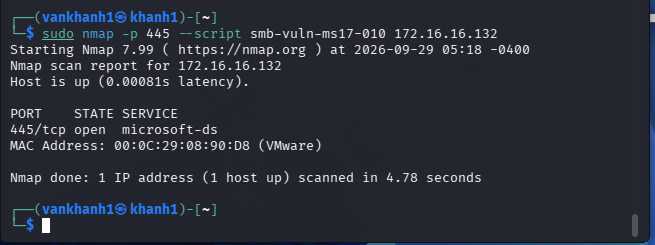 ┌──(vankhanh1㉿khanh1)-[~]
└─$ sudo nmap -p 445 --script smb-vuln-ms17-010 172.16.16.132
Starting Nmap 7.99 ( https://nmap.org ) at 2026-09-29 05:18 -0400
Nmap scan report for 172.16.16.132
Host is up (0.00081s latency).

PORT    STATE SERVICE
445/tcp open  microsoft-ds
MAC Address: 00:0C:29:08:90:D8 (VMware)

Nmap done: 1 IP address (1 host up) scanned in 4.78 seconds

┌──(vankhanh1㉿khanh1)-[~]
└─$